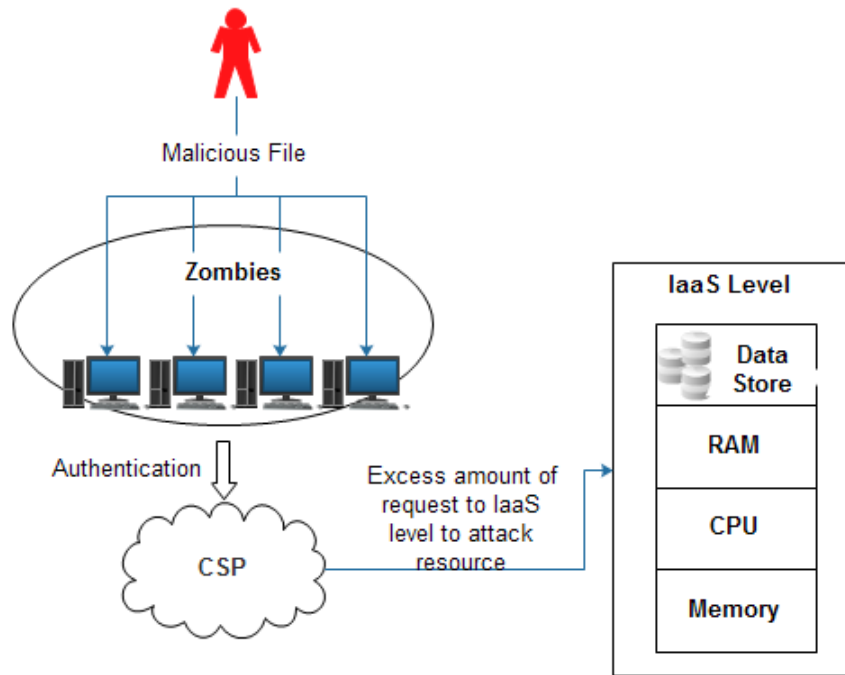 Malicious File
Zombies
Authentication
CSP
Excess amount of
request to IaaS
level to attack
resource
IaaS Level
Data
Store
RAM
CPU
Memory